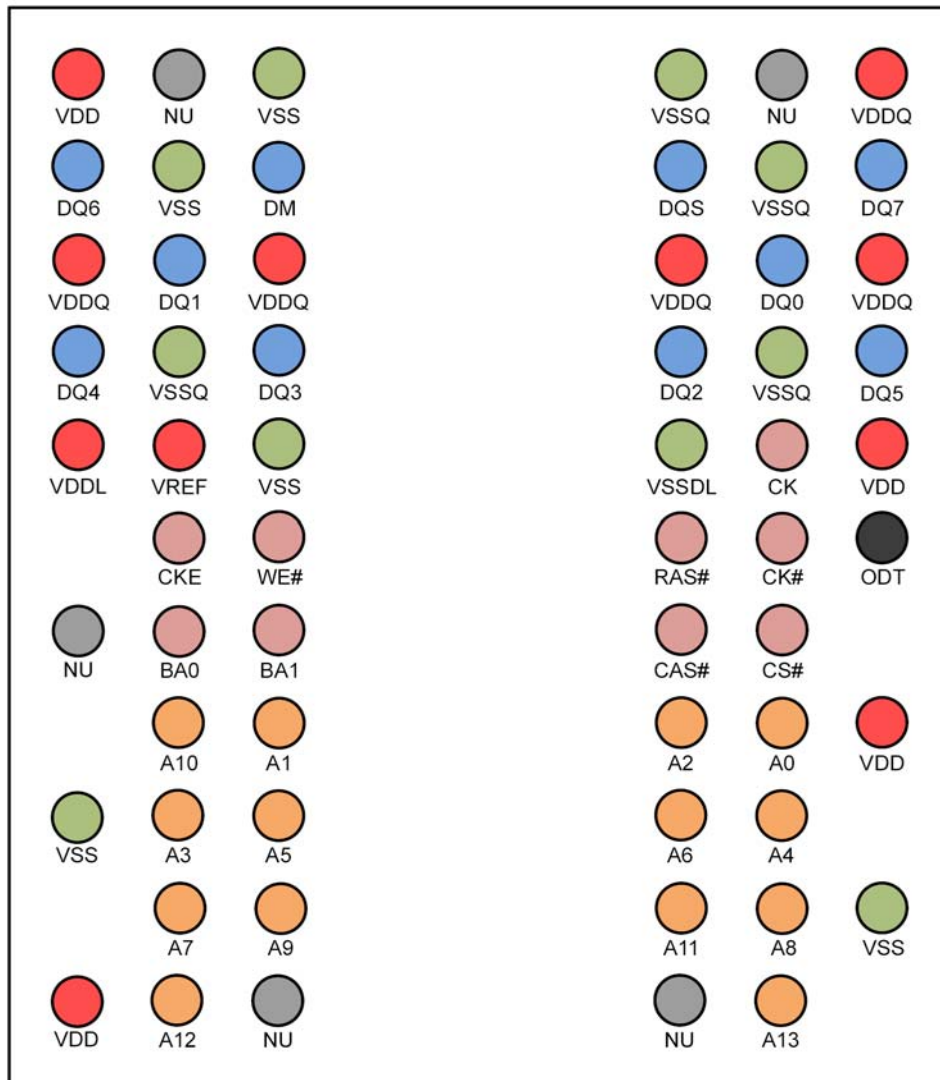 VDD NU VSS VSSQ NU VDDQ
DQ6 VSS DM DQS VSSQ DQ7
VDDQ DQ1 VDDQ VDDQ DQ0 VDDQ
DQ4 VSSQ DQ3 DQ2 VSSQ DQ5
VDDL VREF VSS VSSDL CK VDD
CKE WE# RAS# CK# ODT
NU BA0 BA1 CAS# CS#
A10 A1 A2 A0 VDD
VSS A3 A5 A6 A4
A7 A9 A11 A8 VSS
VDD A12 NU NU A13